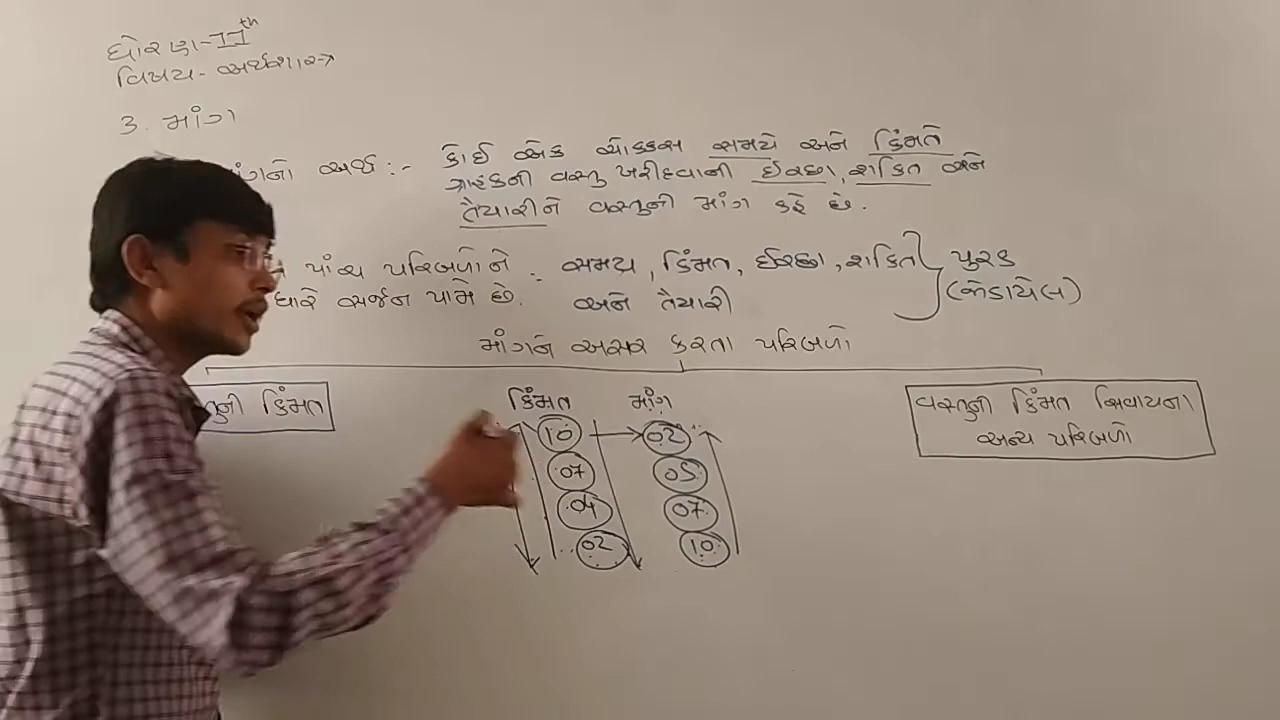 ધોરણ-11th
વિષય- અર્થશાસ્ત્ર
3. માંગ
માંગનો અર્થ :- કોઈ એક ચોક્કસ સમયે અને કિંમતે
ગ્રાહકની વસ્તુ ખરીદવાની ઈચ્છા, શક્તિ અને
તૈયારીને વસ્તુની માંગ કહે છે.
પાંચ પરિબળોને : સમય, કિંમત, ઈચ્છા, શક્તિ પુરક
સર્જન પામે છે. અને તૈયારી (જોડાયેલ)
માંગને અસર કરતા પરિબળો
કિંમત
કિંમત માંગ
વસ્તુની કિંમત સિવાયના
અન્ય પરિબળો
10 02
07 05
04 07
02 10